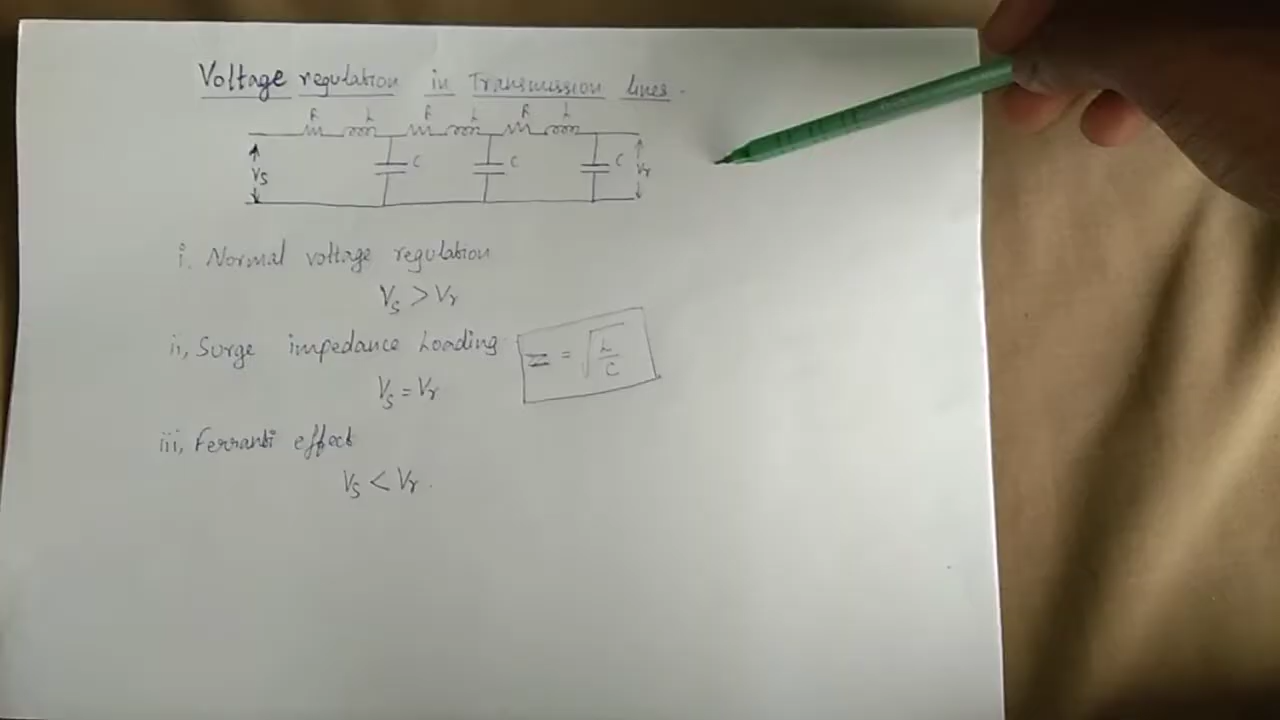 Voltage regulation in Transmission lines.
R L R L R L
Vs C C C Vr
i. Normal voltage regulation
Vs > Vr
ii, Surge impedance Loading
Z = √(L/C)
Vs = Vr
iii, Ferranti effect
Vs < Vr.